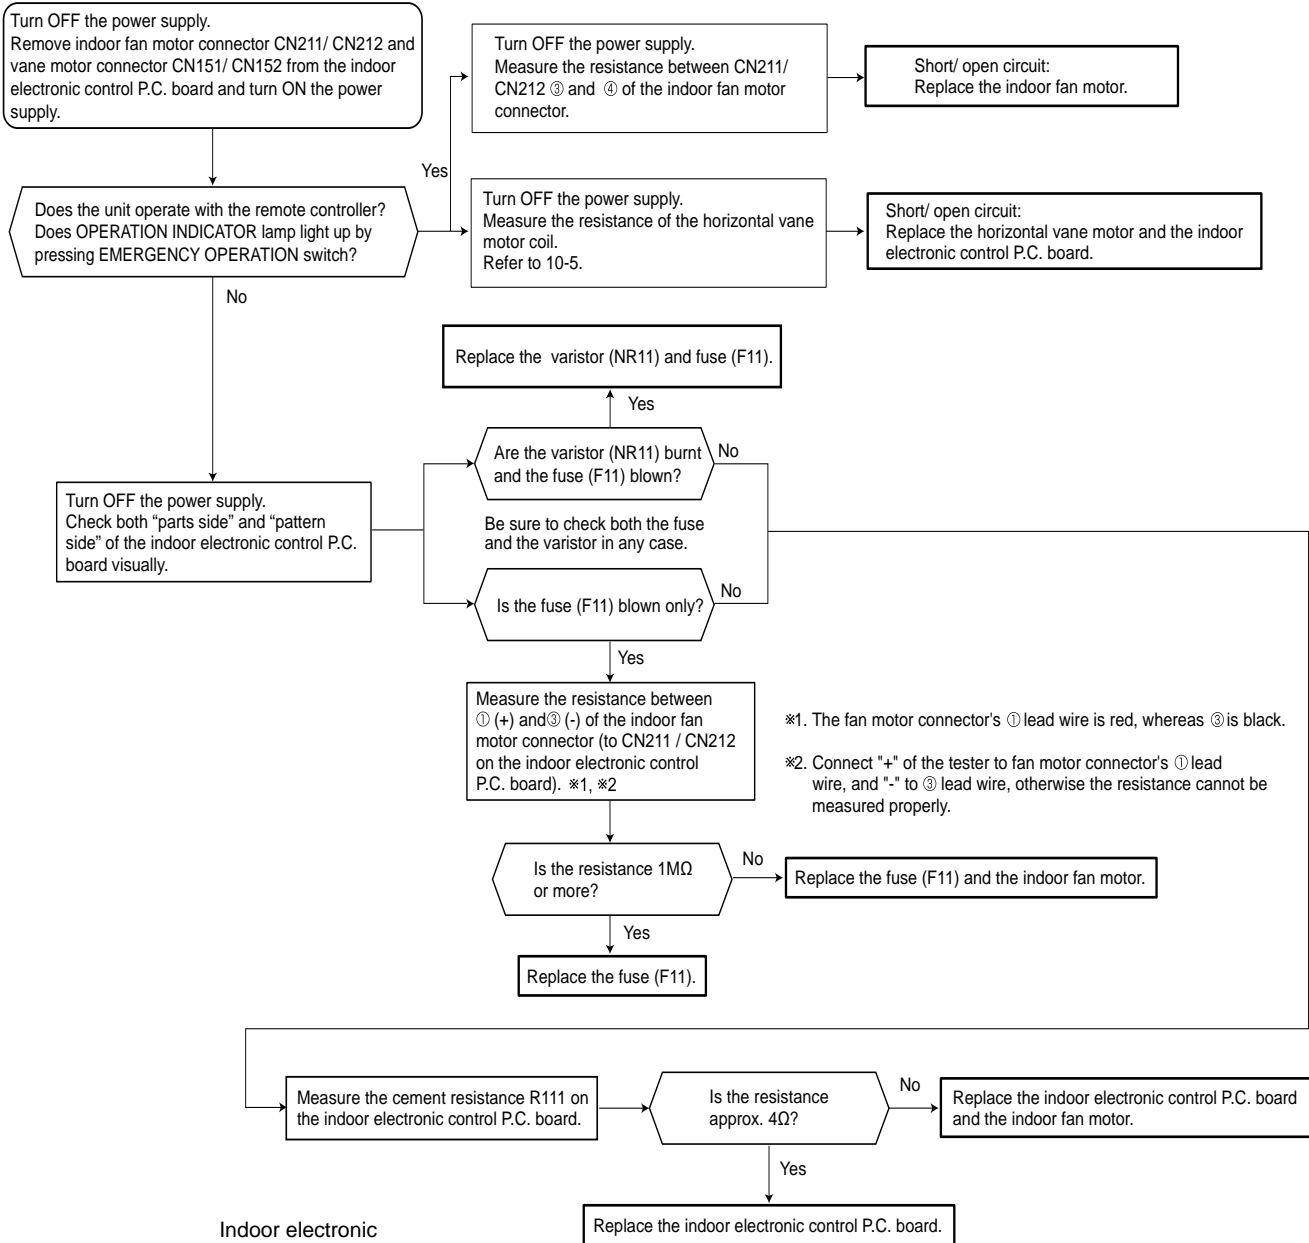 Turn OFF the power supply.
Remove indoor fan motor connector CN211/ CN212 and
vane motor connector CN151/ CN152 from the indoor
electronic control P.C. board and turn ON the power
supply.
Turn OFF the power supply.
Measure the resistance between CN211/
CN212 ③ and ④ of the indoor fan motor
connector.
Short/ open circuit:
Replace the indoor fan motor.
Yes
Does the unit operate with the remote controller?
Does OPERATION INDICATOR lamp light up by
pressing EMERGENCY OPERATION switch?
Turn OFF the power supply.
Measure the resistance of the horizontal vane
motor coil.
Refer to 10-5.
Short/ open circuit:
Replace the horizontal vane motor and the indoor
electronic control P.C. board.
No
Replace the varistor (NR11) and fuse (F11).
Yes
Are the varistor (NR11) burnt
and the fuse (F11) blown?
No
Turn OFF the power supply.
Check both “parts side” and “pattern
side” of the indoor electronic control P.C.
board visually.
Be sure to check both the fuse
and the varistor in any case.
Is the fuse (F11) blown only?
No
Yes
Measure the resistance between
① (+) and③ (-) of the indoor fan
motor connector (to CN211 / CN212
on the indoor electronic control
P.C. board). ※1, ※2
※1. The fan motor connector's ① lead wire is red, whereas ③ is black.
※2. Connect "+" of the tester to fan motor connector's ① lead
wire, and "-" to ③ lead wire, otherwise the resistance cannot be
measured properly.
Is the resistance 1MΩ
or more?
No
Replace the fuse (F11) and the indoor fan motor.
Yes
Replace the fuse (F11).
Measure the cement resistance R111 on
the indoor electronic control P.C. board.
Is the resistance
approx. 4Ω?
No
Replace the indoor electronic control P.C. board
and the indoor fan motor.
Yes
Replace the indoor electronic control P.C. board.
Indoor electronic